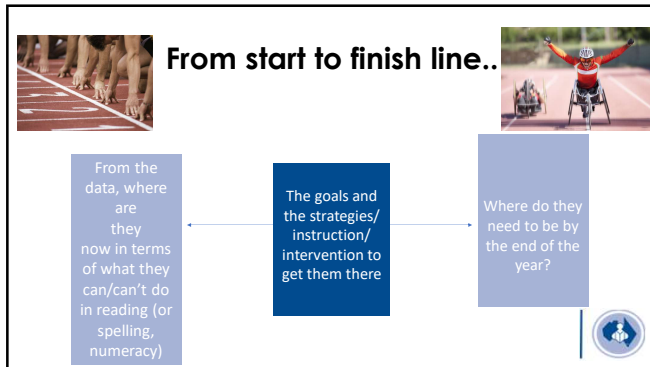 From start to finish line..
From the
data, where
are
they
now in terms
of what they
can/can't do
in reading (or
spelling,
numeracy)
The goals and
the strategies/
instruction/
intervention to
get them there
Where do they
need to be by
the end of the
year?